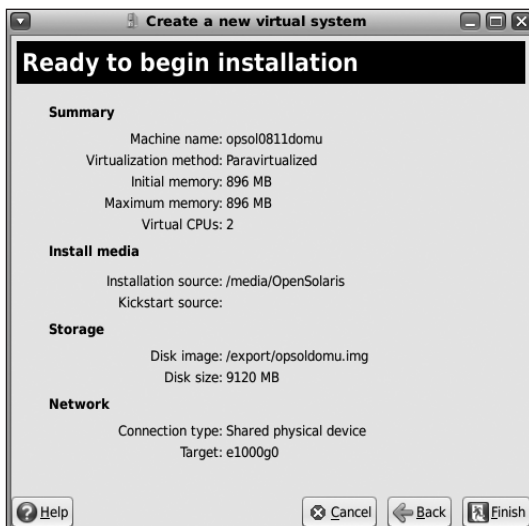 Create a new virtual system
Ready to begin installation
Summary
Machine name: opsol0811domu
Virtualization method: Paravirtualized
Initial memory: 896 MB
Maximum memory: 896 MB
Virtual CPUs: 2
Install media
Installation source: /media/OpenSolaris
Kickstart source:
Storage
Disk image: /export/opsoldomu.img
Disk size: 9120 MB
Network
Connection type: Shared physical device
Target: e1000g0
Help Cancel Back Finish